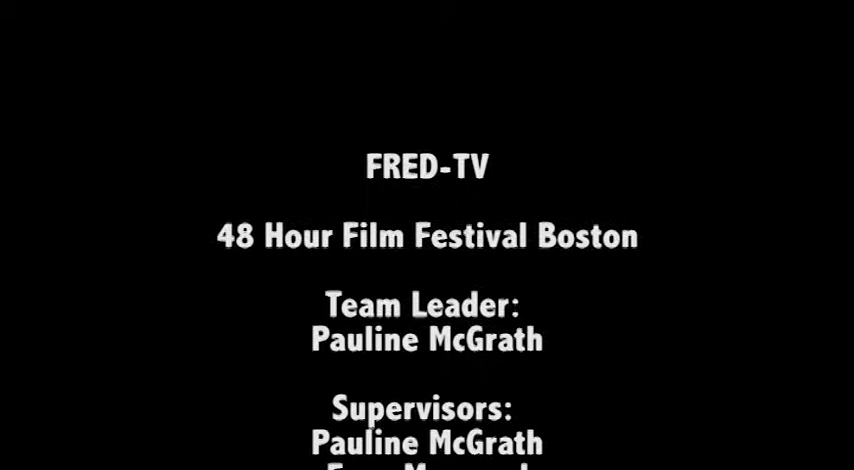 FRED-TV
48 Hour Film Festival Boston
Team Leader:
Pauline McGrath
Supervisors:
Pauline McGrath